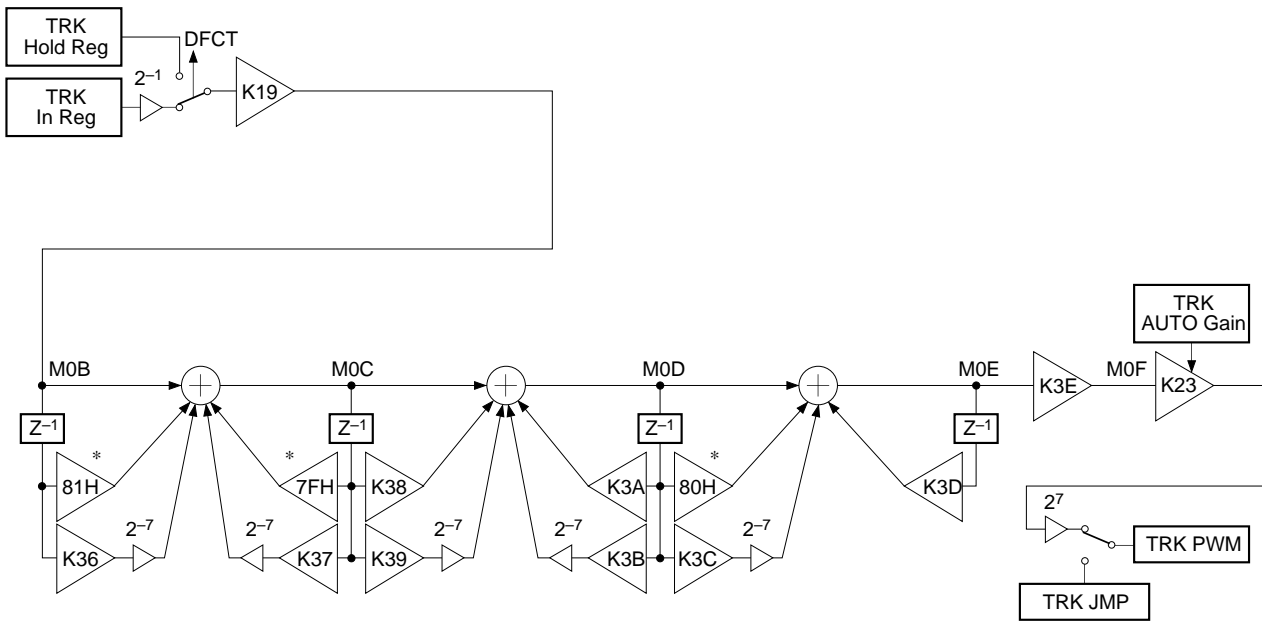 TRK
Hold Reg
DFCT
2⁻¹
TRK
In Reg
K19
TRK
AUTO Gain
M0B
M0C
M0D
M0E
K3E
M0F
K23
Z⁻¹
Z⁻¹
Z⁻¹
Z⁻¹
*
*
*
81H
7FH
K38
K3A
80H
K3D
2⁻⁷
2⁻⁷
2⁻⁷
2⁻⁷
2⁻⁷
K36
K37
K39
K3B
K3C
2⁷
TRK PWM
TRK JMP